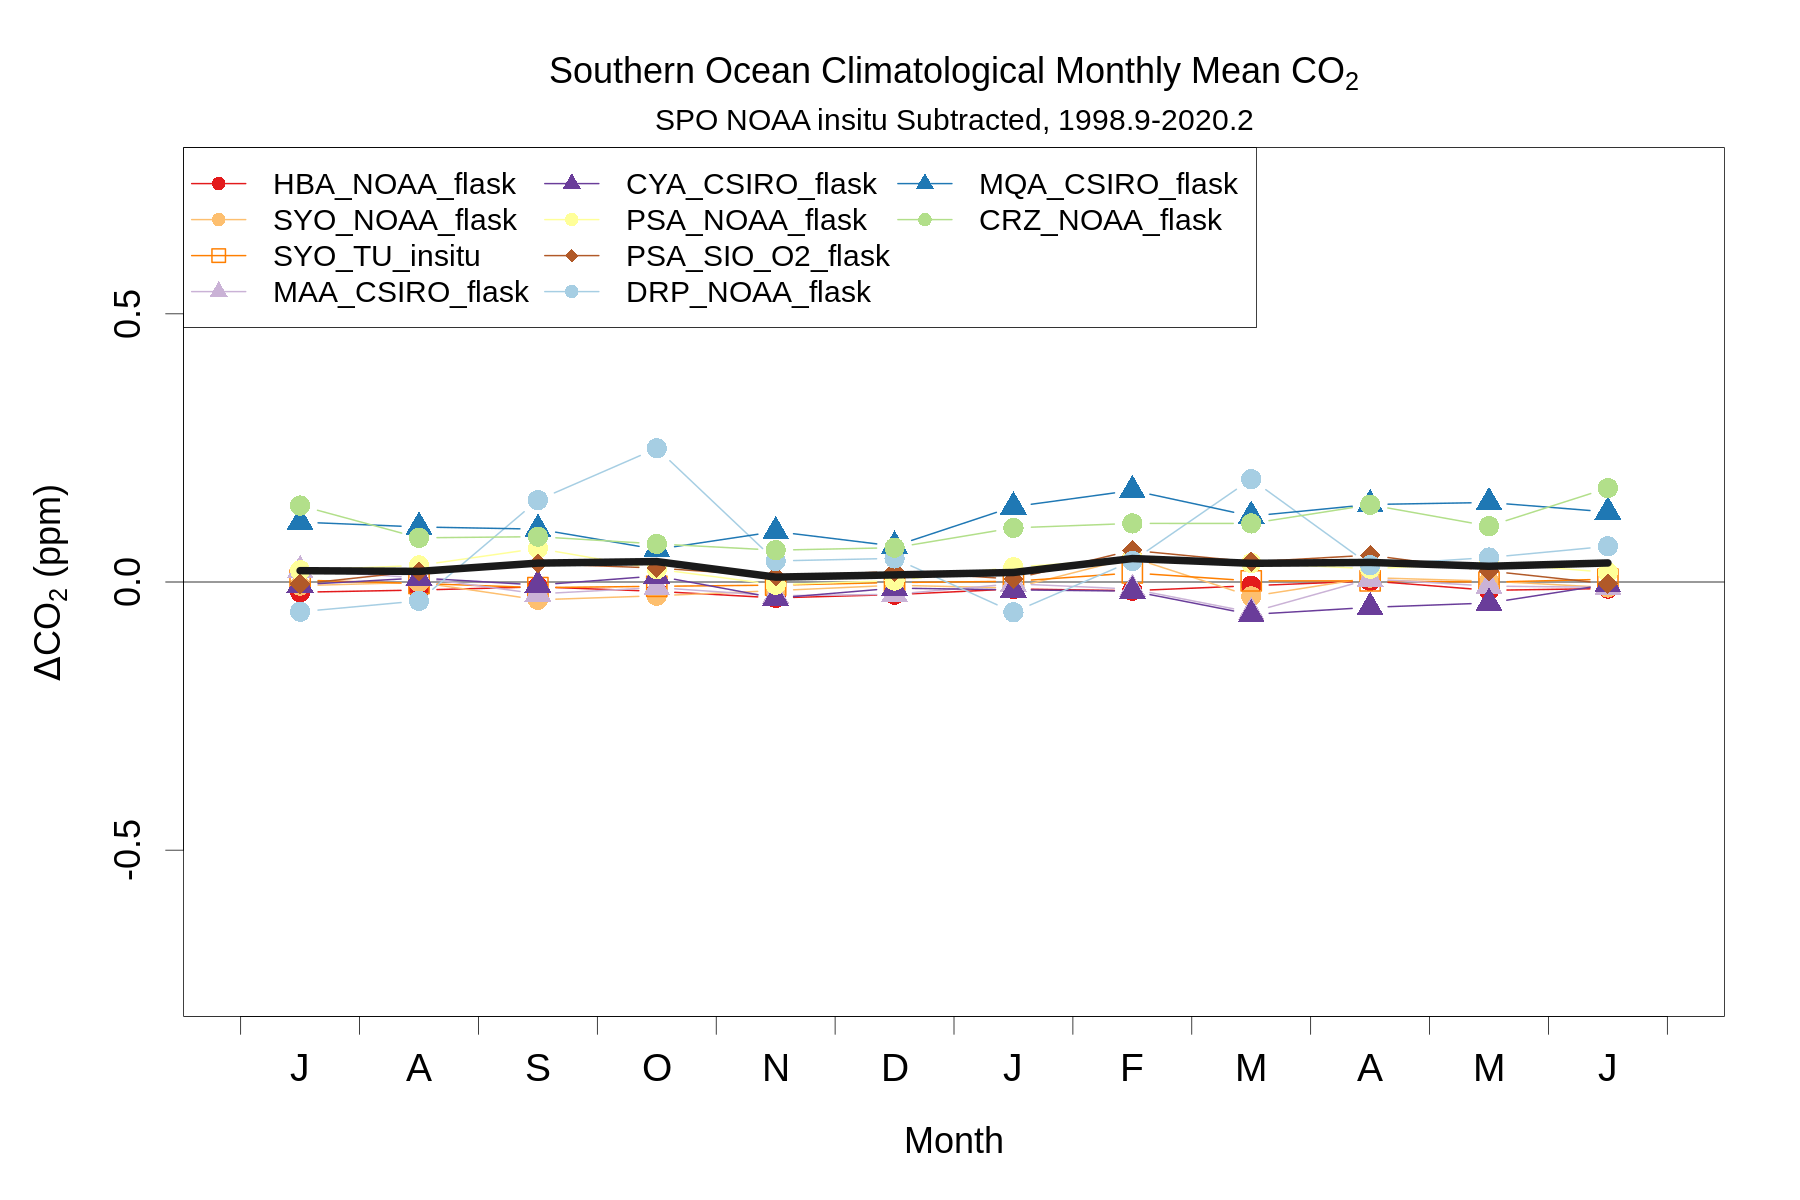 Southern Ocean Climatological Monthly Mean CO₂
SPO NOAA insitu Subtracted, 1998.9-2020.2
HBA_NOAA_flask
SYO_NOAA_flask
SYO_TU_insitu
MAA_CSIRO_flask
CYA_CSIRO_flask
PSA_NOAA_flask
PSA_SIO_O2_flask
DRP_NOAA_flask
MQA_CSIRO_flask
CRZ_NOAA_flask
ΔCO₂ (ppm)
0.5
0.0
-0.5
J A S O N D J F M A M J
Month